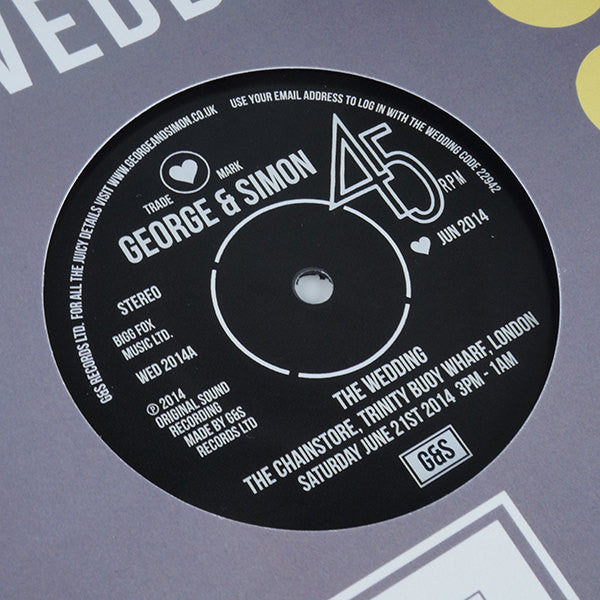 WEDD
G&S RECORDS LTD. FOR ALL THE JUICY DETAILS VISIT WWW.GEORGEANDSIMON.CO.UK USE YOUR EMAIL ADDRESS TO LOG IN WITH THE WEDDING CODE 22942
TRADE MARK
GEORGE & SIMON
45 RPM
JUN 2014
STEREO
BIGG FOX
MUSIC LTD.
WED 2014A
Ⓟ 2014
ORIGINAL SOUND
RECORDING
MADE BY G&S
RECORDS LTD
THE WEDDING
THE CHAINSTORE, TRINITY BUOY WHARF, LONDON
SATURDAY JUNE 21ST 2014 3PM - 1AM
G&S